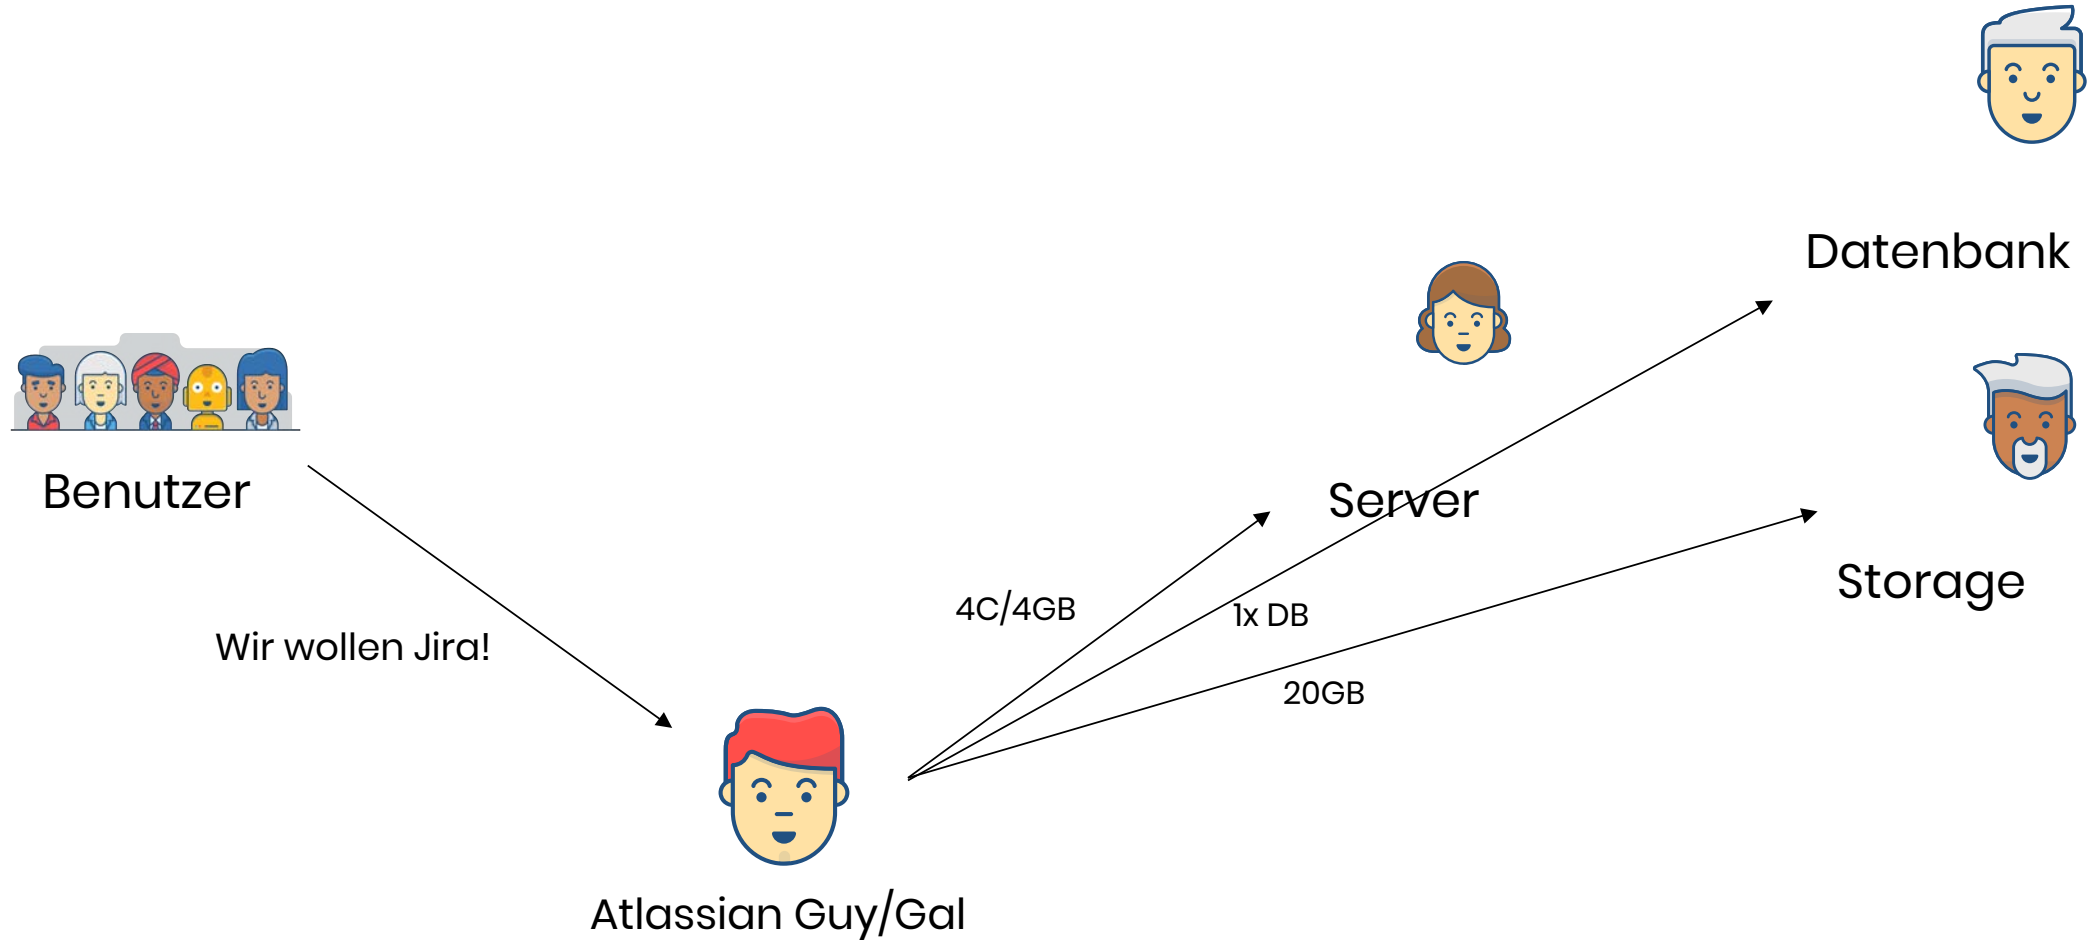 Datenbank
Benutzer
Server
Storage
4C/4GB
1x DB
Wir wollen Jira!
20GB
Atlassian Guy/Gal